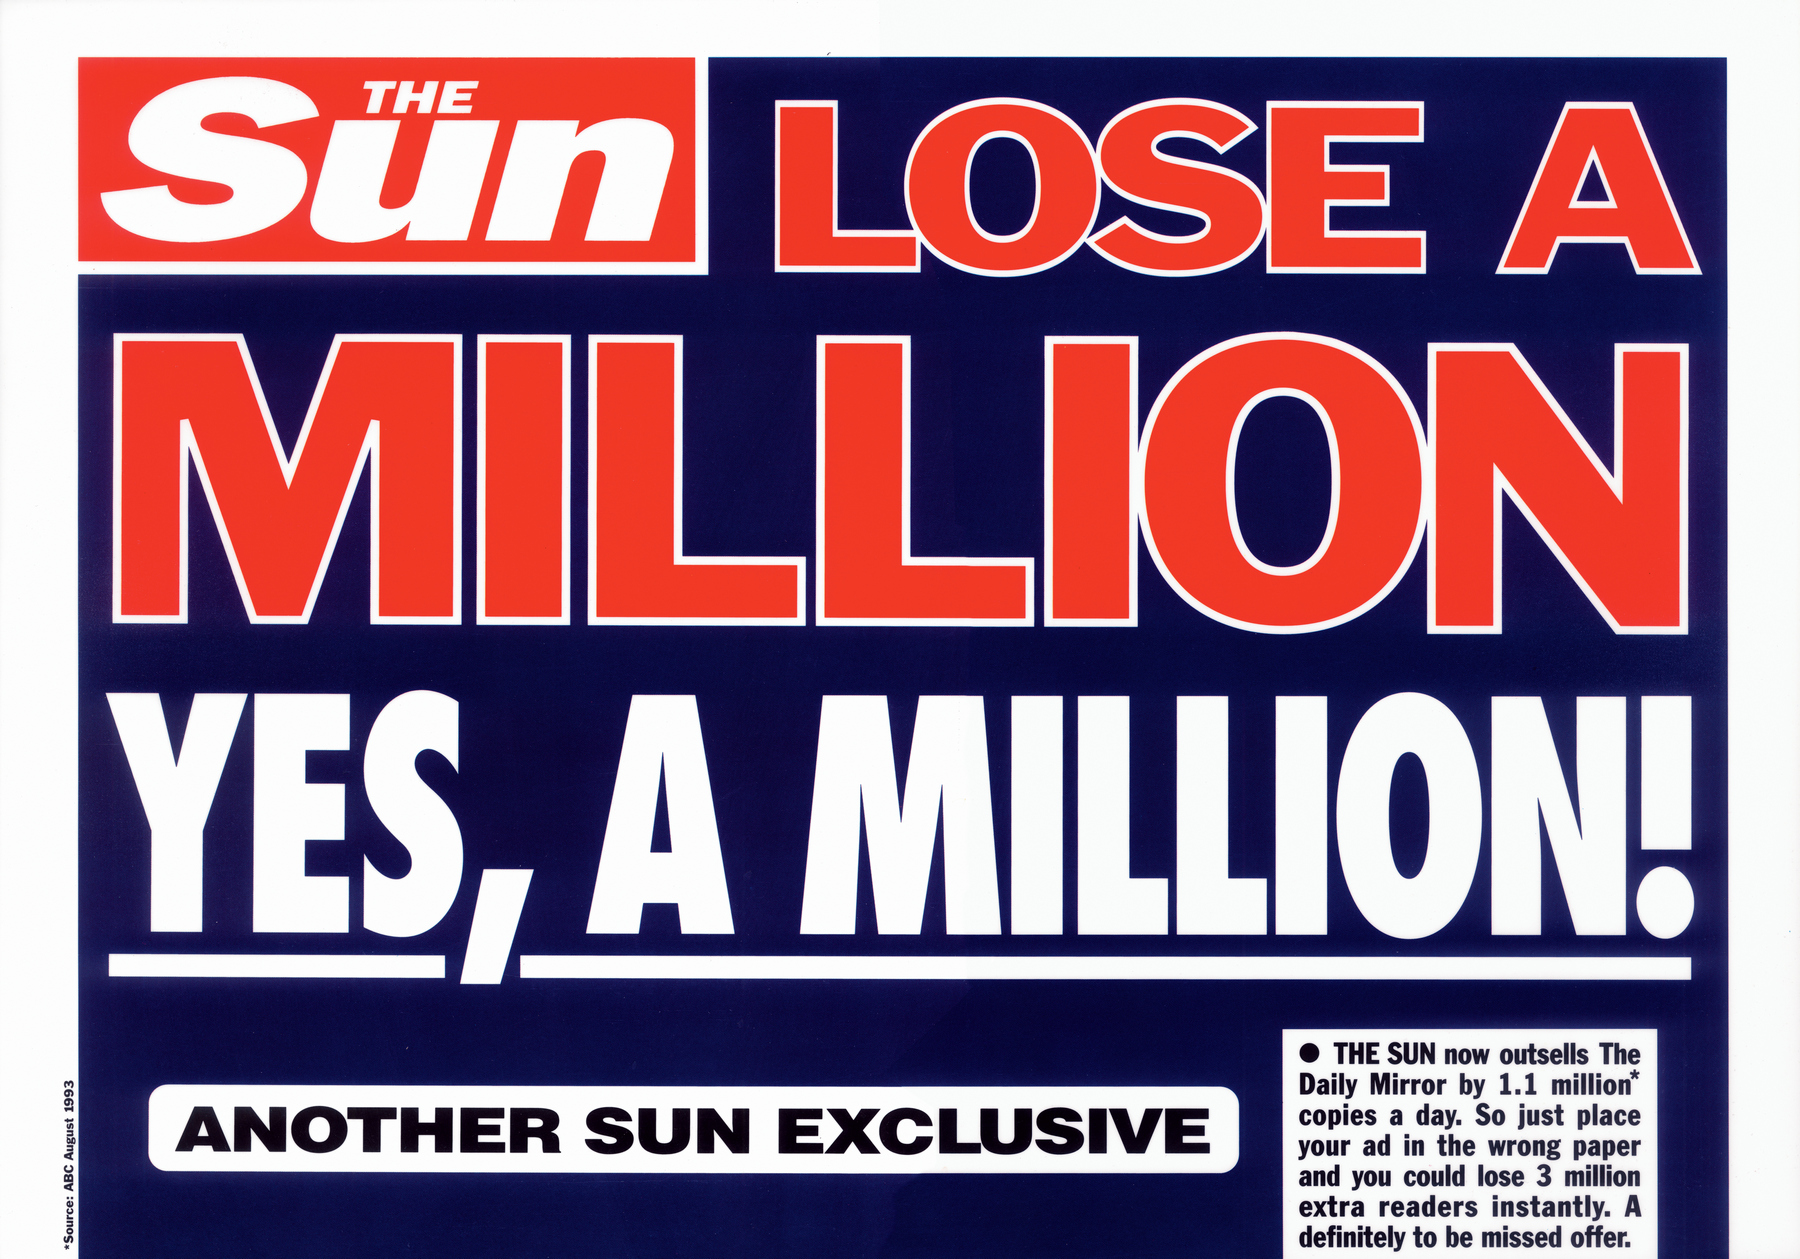 THE
Sun
LOSE A
MILLION
YES, A MILLION!
ANOTHER SUN EXCLUSIVE
● THE SUN now outsells The
Daily Mirror by 1.1 million*
copies a day. So just place
your ad in the wrong paper
and you could lose 3 million
extra readers instantly. A
definitely to be missed offer.
*Source: ABC August 1993